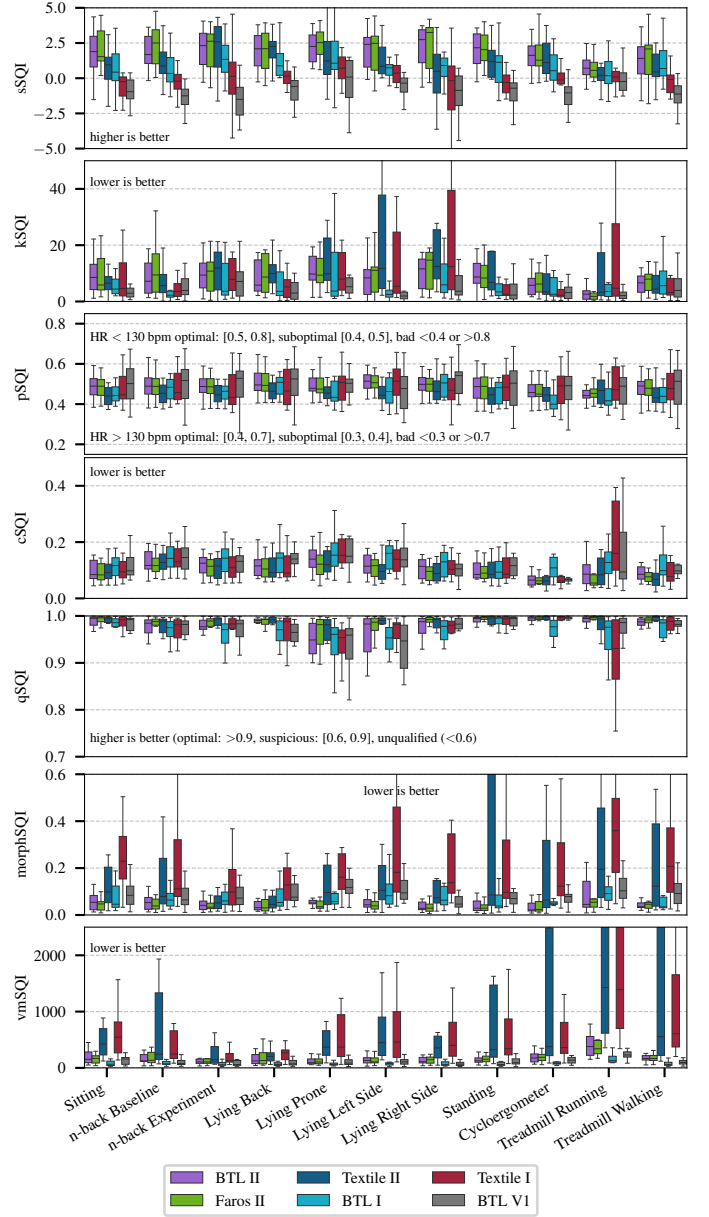 5.0
2.5
0.0
−2.5
−5.0
sSQI
higher is better
40
20
0
kSQI
lower is better
0.8
0.6
0.4
0.2
pSQI
HR < 130 bpm optimal: [0.5, 0.8], suboptimal [0.4, 0.5], bad <0.4 or >0.8
HR > 130 bpm optimal: [0.4, 0.7], suboptimal [0.3, 0.4], bad <0.3 or >0.7
0.4
0.2
0.0
cSQI
lower is better
1.0
0.9
0.8
0.7
qSQI
higher is better (optimal: >0.9, suspicious: [0.6, 0.9], unqualified (<0.6)
0.6
0.4
0.2
0.0
morphSQI
lower is better
2000
1000
0
vmSQI
lower is better
Sitting
n-back Baseline
n-back Experiment
Lying Back
Lying Prone
Lying Left Side
Lying Right Side
Standing
Cycloergometer
Treadmill Running
Treadmill Walking
BTL II
Textile II
Textile I
Faros II
BTL I
BTL V1